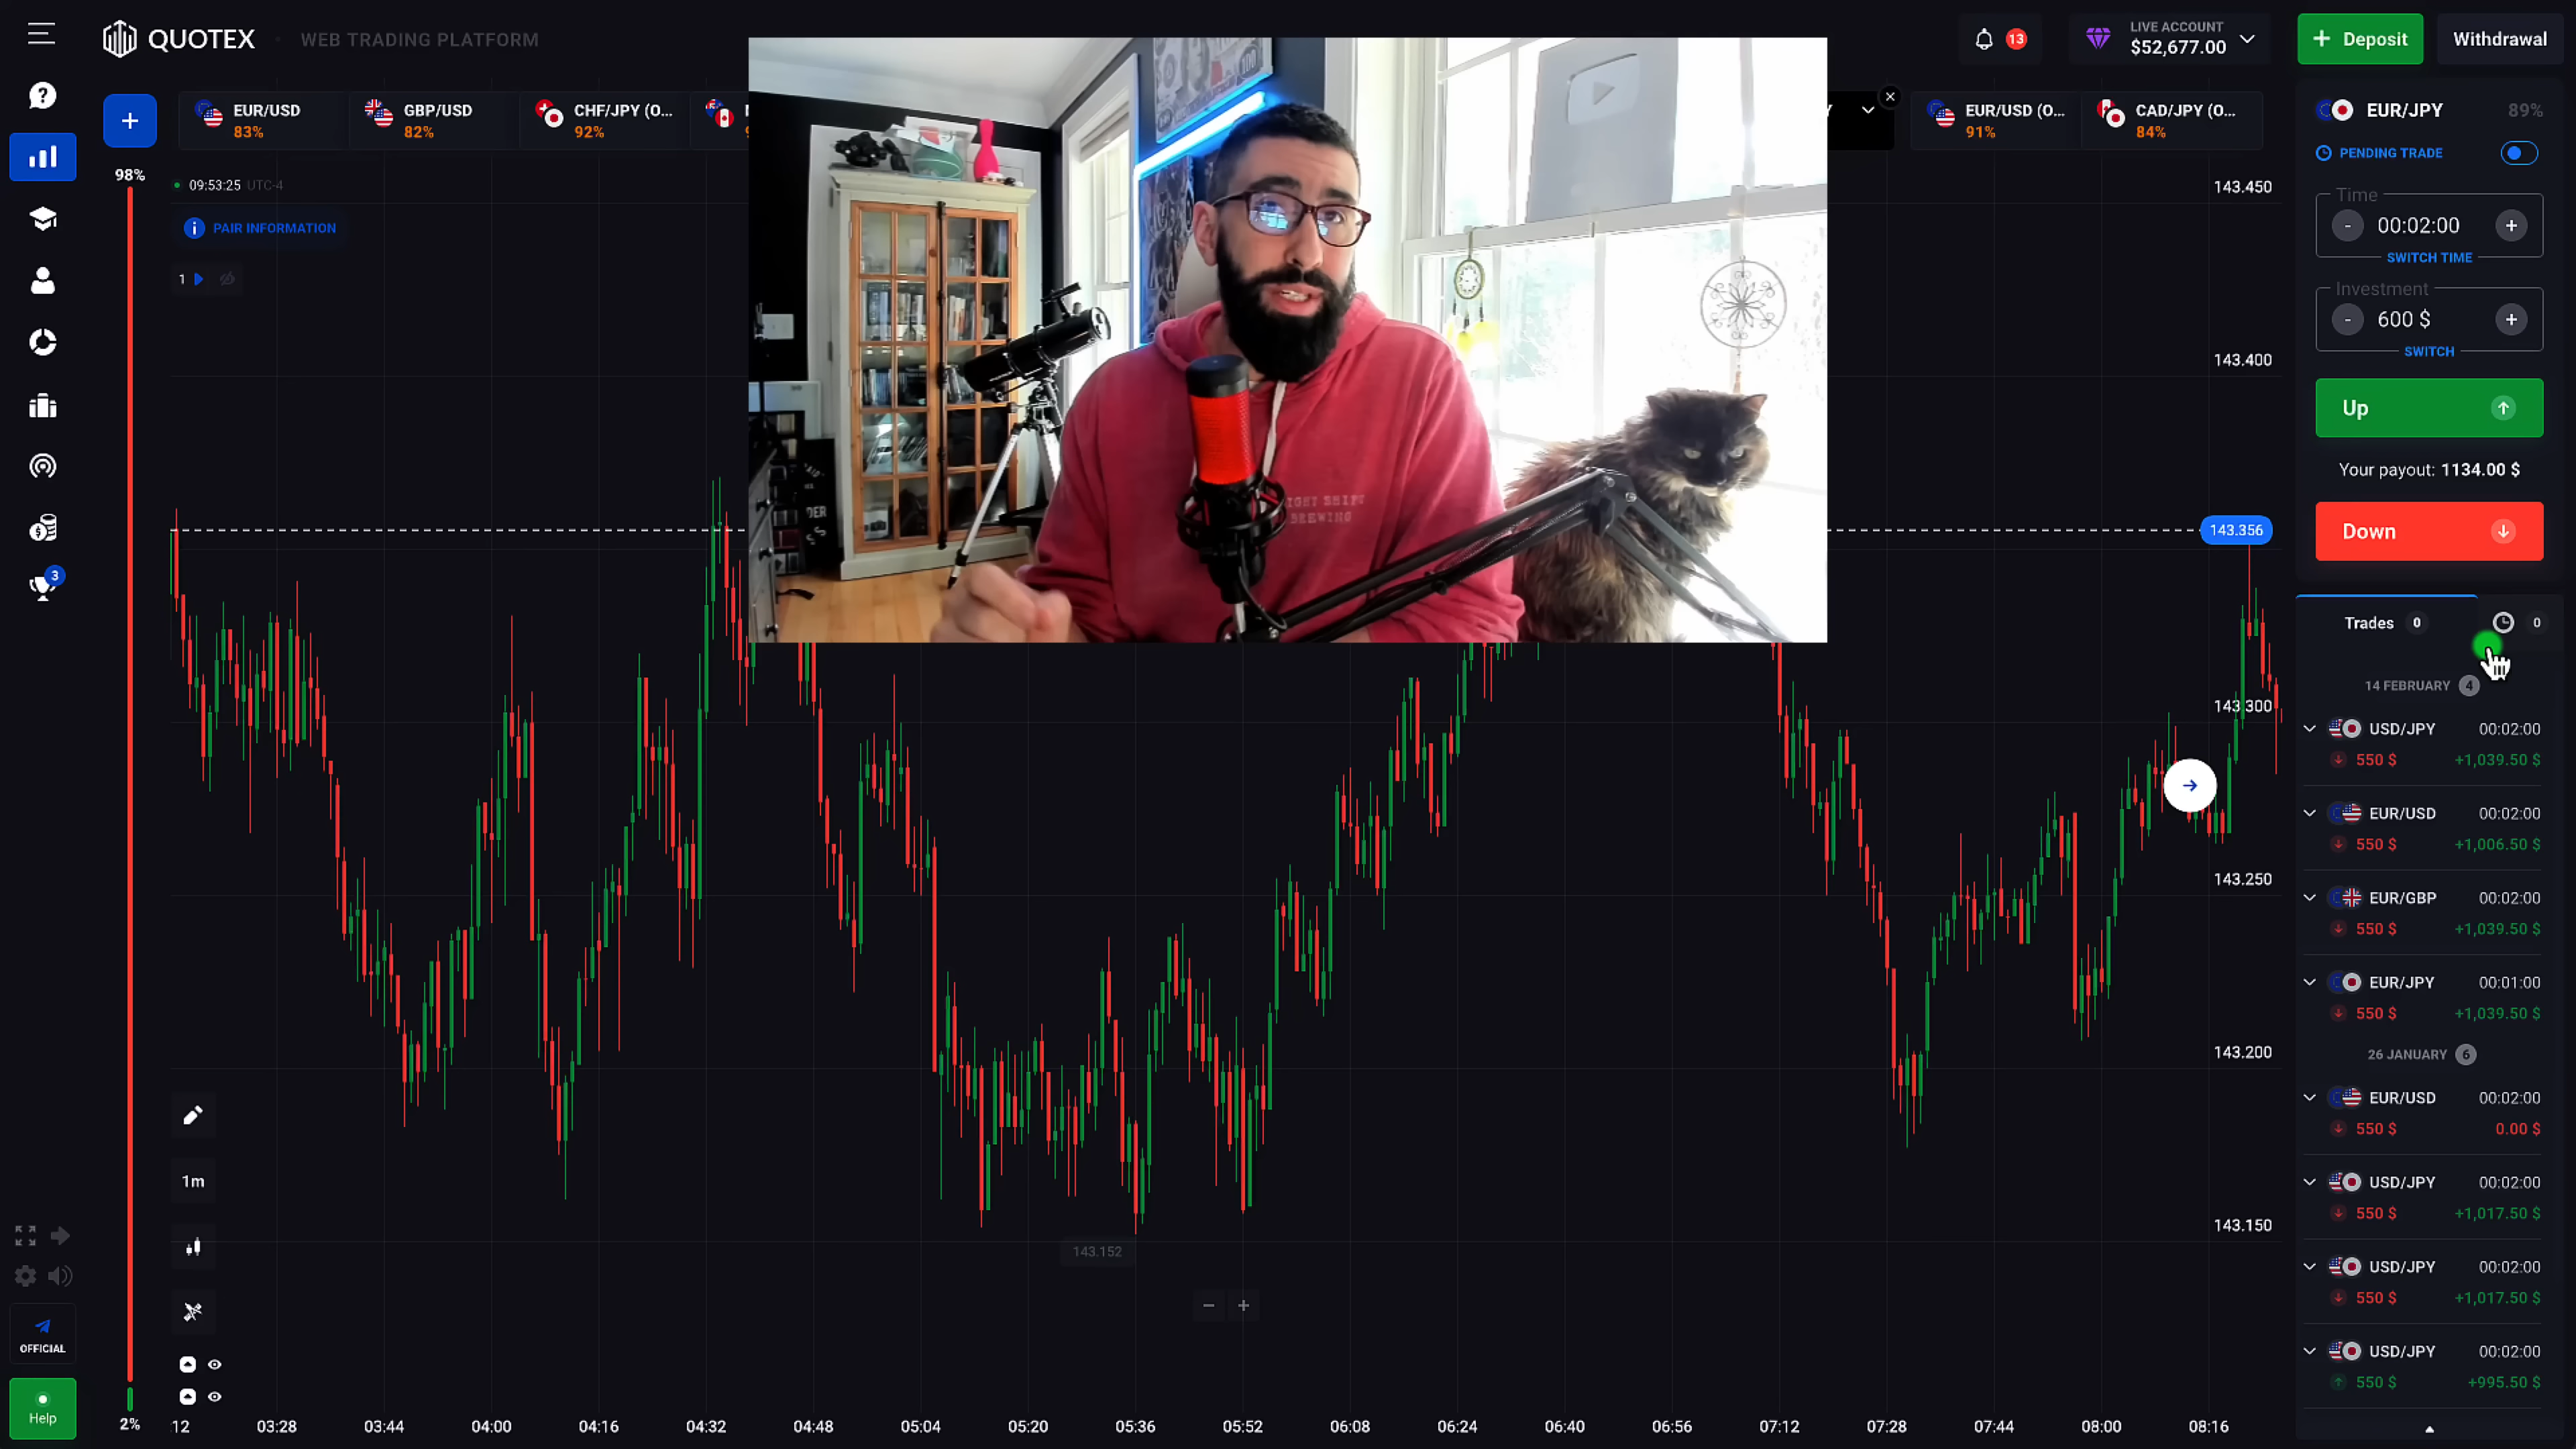 QUOTEX
WEB TRADING PLATFORM
13
LIVE ACCOUNT
$52,677.00
Deposit
Withdrawal
EUR/USD
83%
GBP/USD
82%
CHF/JPY (O...
92%
EUR/USD (O...
91%
CAD/JPY (O...
84%
98%
09:53:25 UTC-4
PAIR INFORMATION
1
EUR/JPY 89%
PENDING TRADE
Time
- 00:02:00 +
SWITCH TIME
Investment
- 600 $ +
SWITCH
Up
Your payout: 1134.00 $
Down
143.450
143.400
143.356
143.300
143.250
143.200
143.150
143.152
3
Trades 0
0
14 FEBRUARY 4
USD/JPY 00:02:00
550 $ +1,039.50 $
EUR/USD 00:02:00
550 $ +1,006.50 $
EUR/GBP 00:02:00
550 $ +1,039.50 $
EUR/JPY 00:01:00
550 $ +1,039.50 $
26 JANUARY 6
EUR/USD 00:02:00
550 $ 0.00 $
USD/JPY 00:02:00
550 $ +1,017.50 $
USD/JPY 00:02:00
550 $ +1,017.50 $
USD/JPY 00:02:00
550 $ +995.50 $
1m
OFFICIAL
Help
2%
:12 03:28 03:44 04:00 04:16 04:32 04:48 05:04 05:20 05:36 05:52 06:08 06:24 06:40 06:56 07:12 07:28 07:44 08:00 08:16
IGHT SHIFT
BREWING